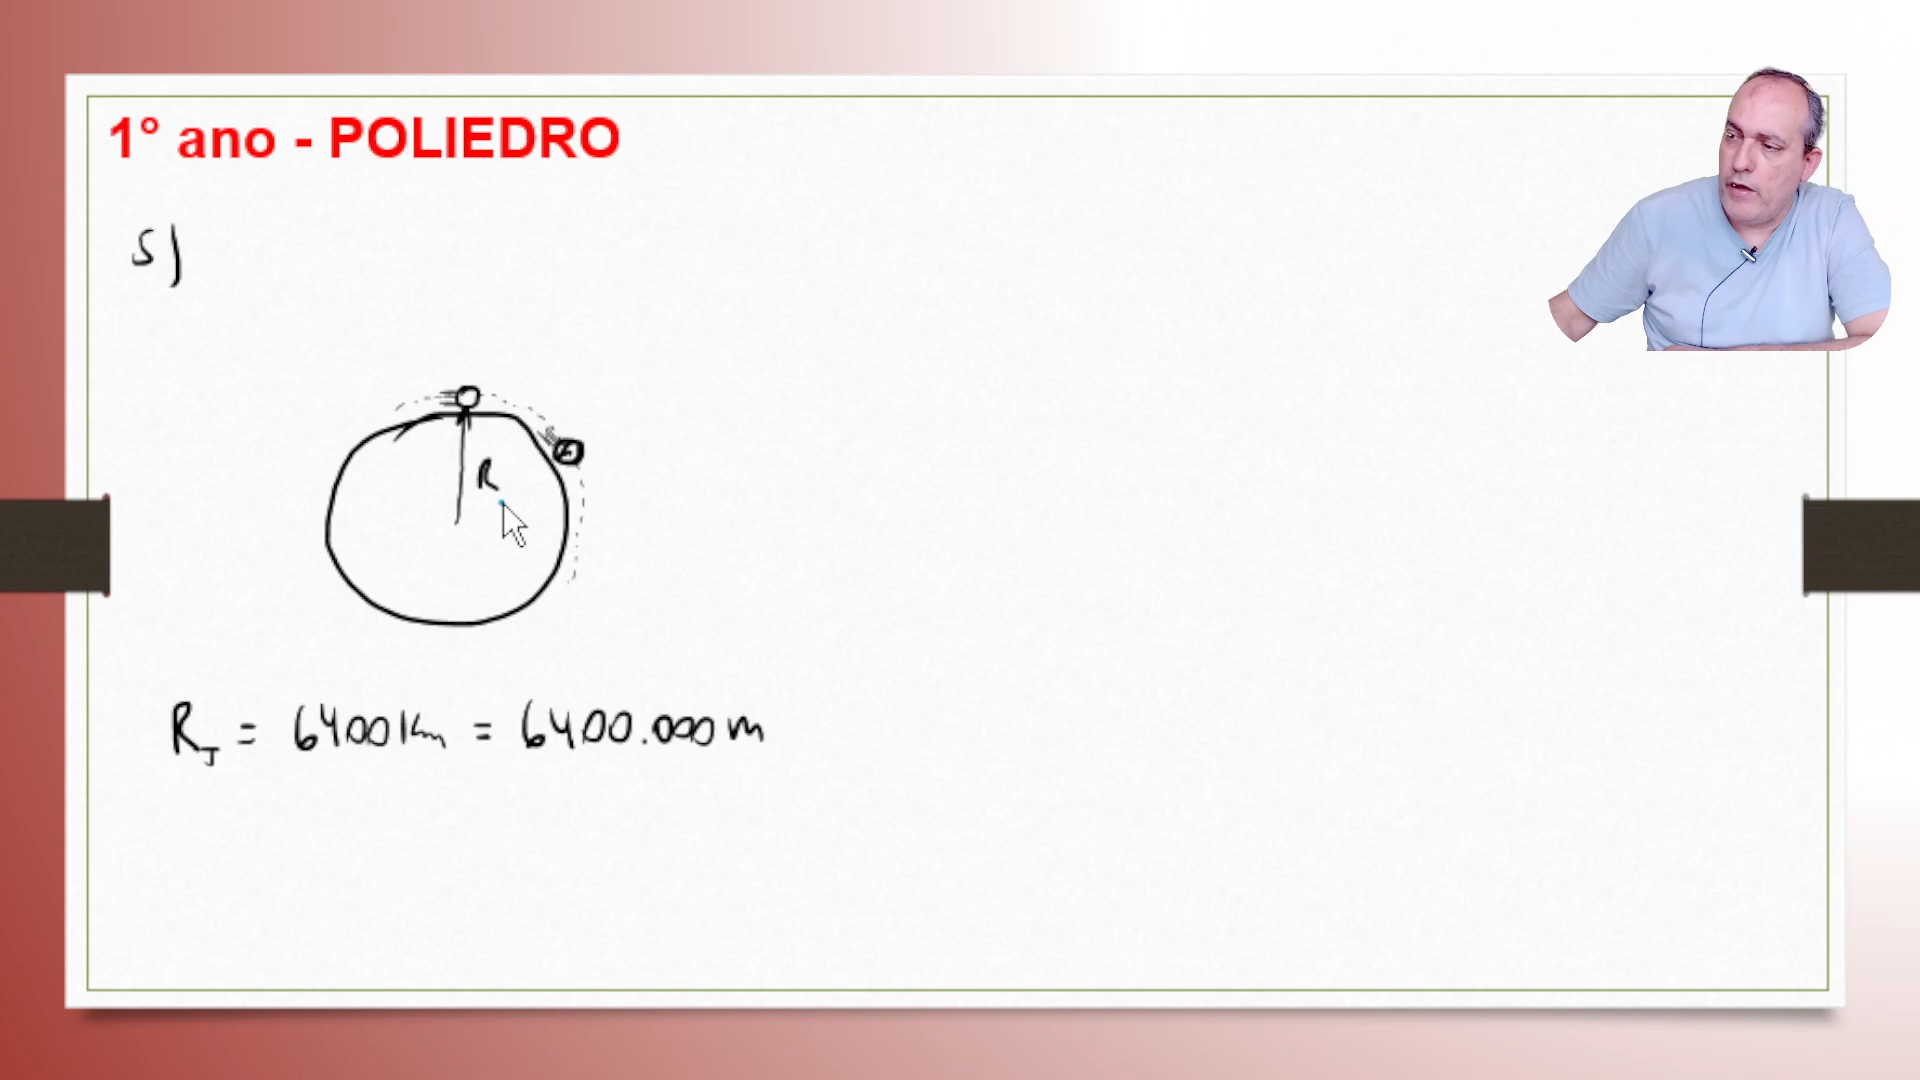 1° ano - POLIEDRO
5)
R
R_T = 6400 Km = 6400.000 m